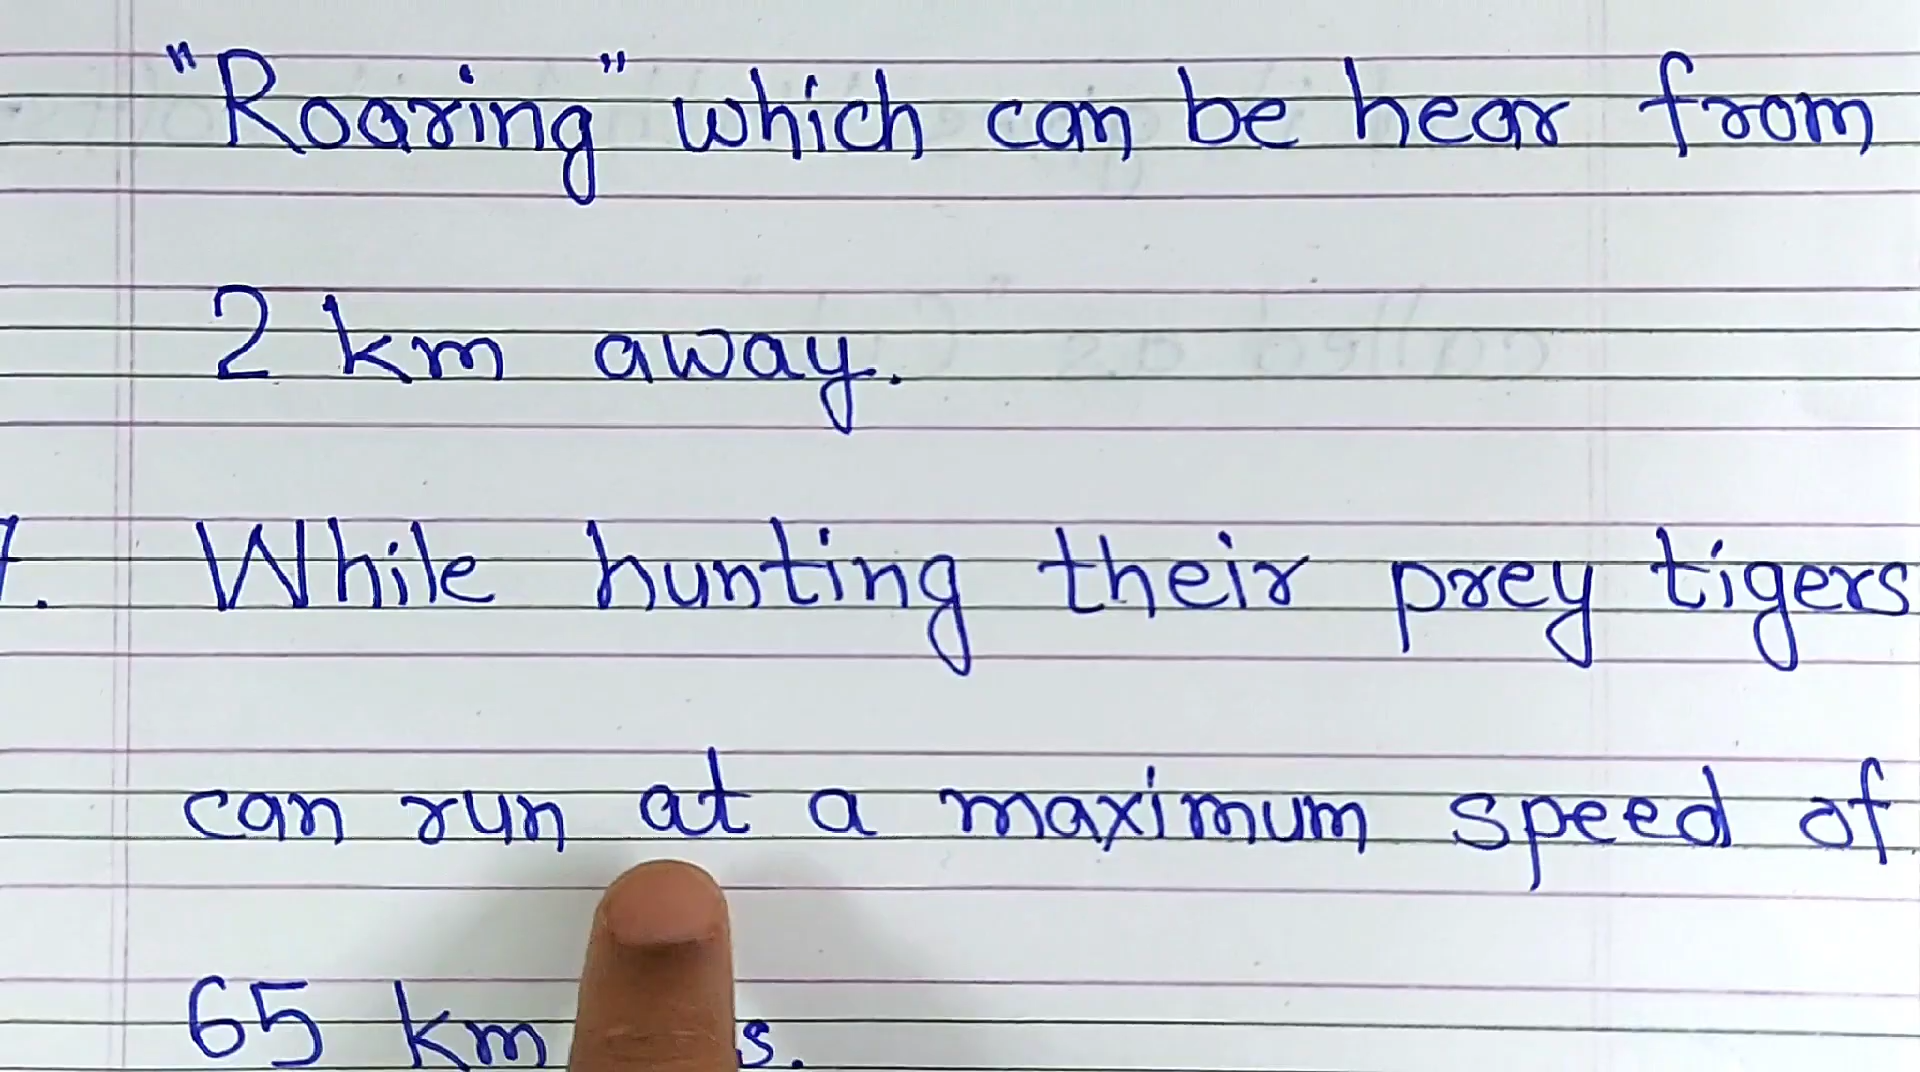 "Roaring" which can be hear from
2 km away.
7. While hunting their prey tigers
can run at a maximum speed of
65 km